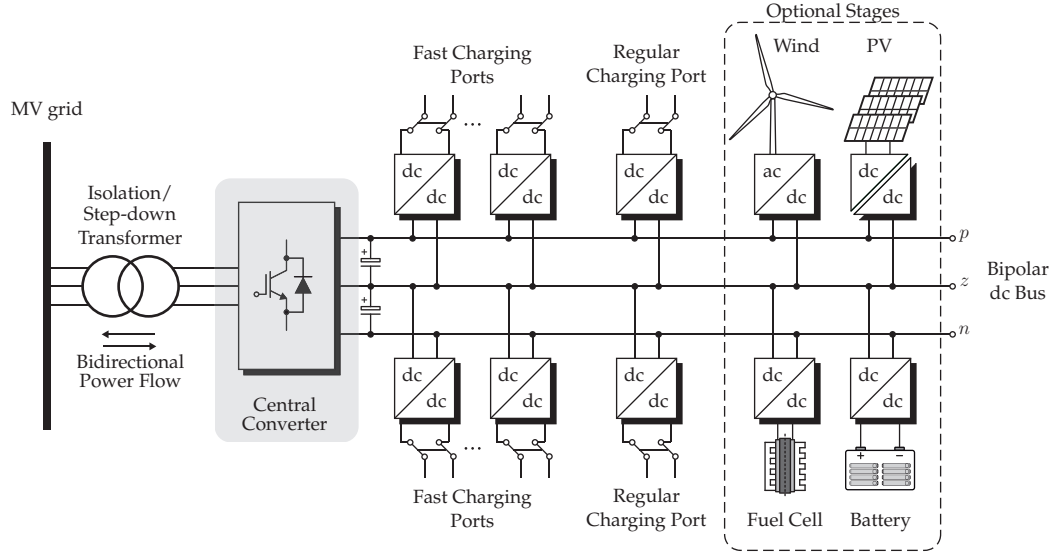 Optional Stages
Fast Charging
Ports
Regular
Charging Port
Wind
PV
MV grid
...
dc
dc
dc
dc
dc
dc
ac
dc
dc
dc
Isolation/
Step-down
Transformer
+
p
z
Bipolar
dc Bus
+
n
Bidirectional
Power Flow
Central
Converter
dc
dc
dc
dc
dc
dc
dc
dc
dc
dc
...
+
−
Fast Charging
Ports
Regular
Charging Port
Fuel Cell
Battery